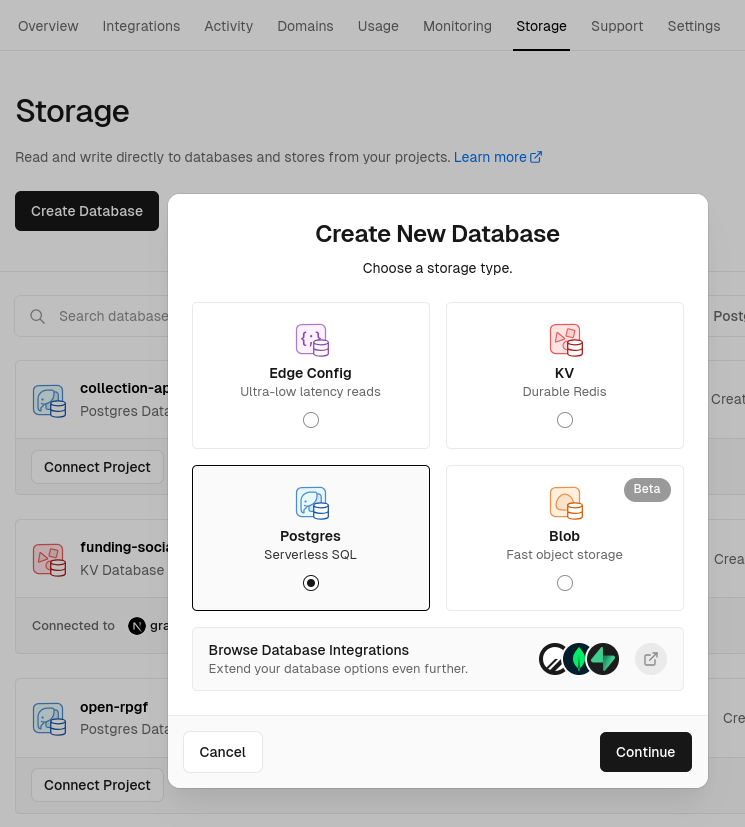 Overview Integrations Activity Domains Usage Monitoring Storage Support Settings
Storage
Read and write directly to databases and stores from your projects. Learn more
Create Database
Search database
Create New Database
Choose a storage type.
Edge Config
Ultra-low latency reads
KV
Durable Redis
Postgres
Serverless SQL
Beta
Blob
Fast object storage
Browse Database Integrations
Extend your database options even further.
Cancel
Continue
Post
collection-ap
Postgres Data
Creat
Connect Project
funding-socia
KV Database
Crea
Connected to N gra
open-rpgf
Postgres Data
Cre
Connect Project